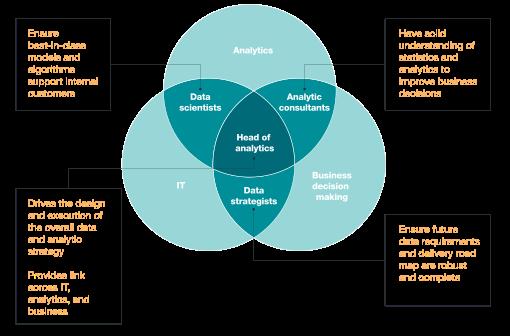 Ensure
best-in-class
models and
algorithms
support internal
customers
Analytics
Have solid
understanding of
statistics and
analytics to
improve business
decisions
Data
scientists
Analytic
consultants
Head of
analytics
IT
Business
decision
making
Data
strategists
Drives the design
and execution of
the overall data
and analytic
strategy
Provides link
across IT,
analytics, and
business
Ensure future
data requirements
and delivery road
map are robust
and complete